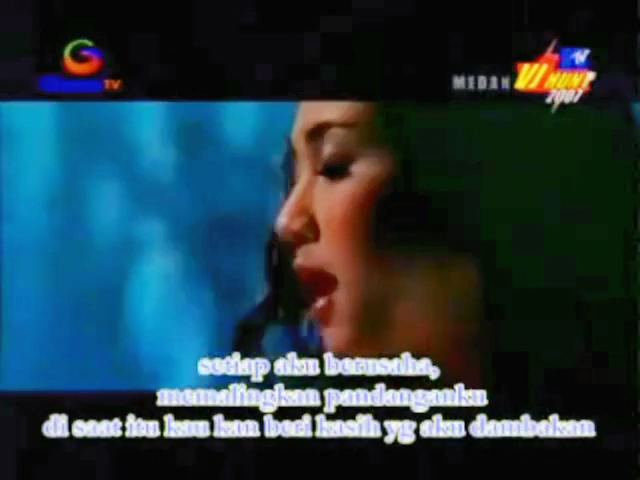 TV
MEDAN
MTV
VJ HUNT
2007
setiap aku berusaha,
memalingkan pandanganku
di saat itu kau kan beri kasih yg aku dambakan